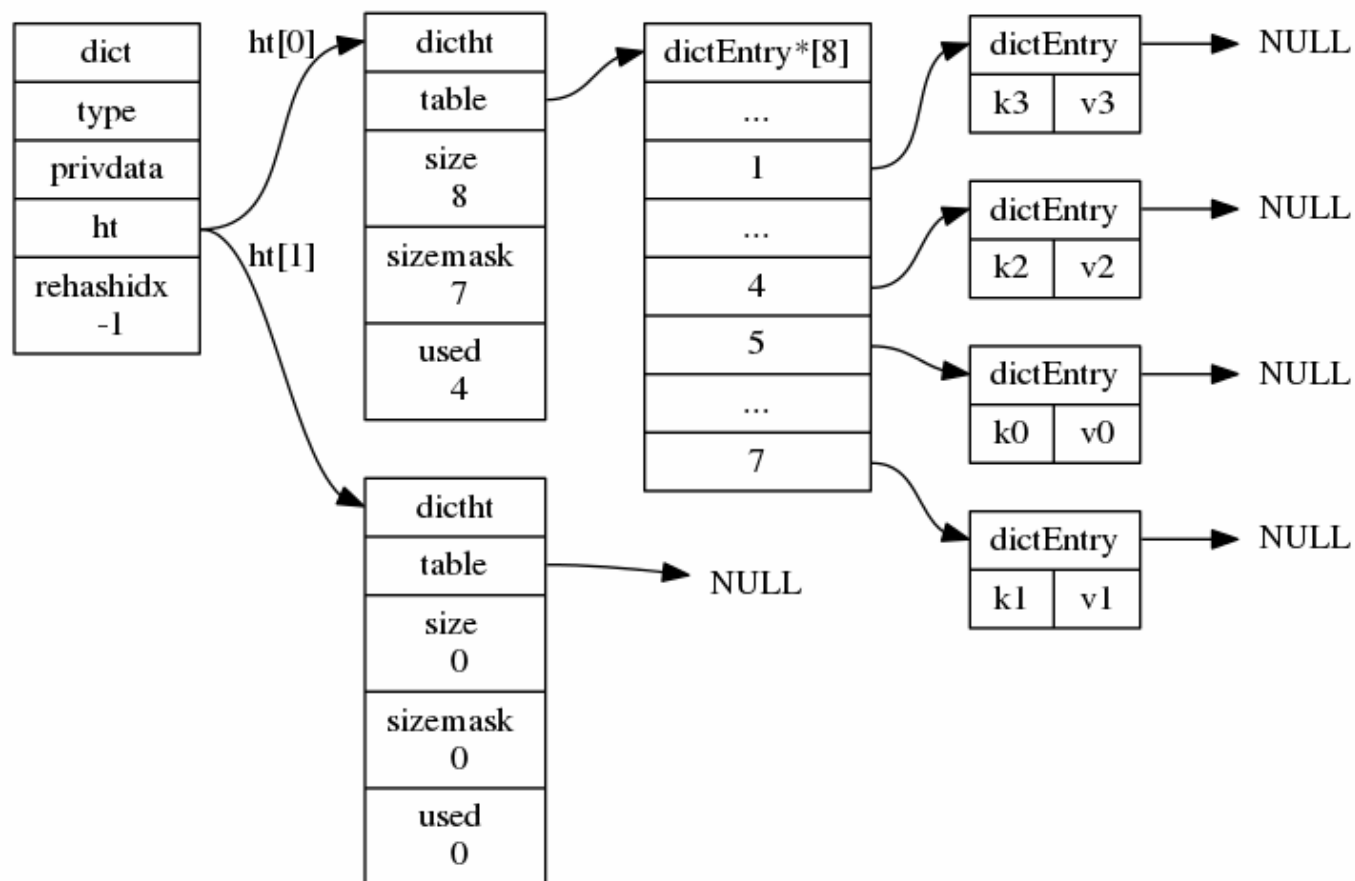 dict
type
privdata
ht
rehashidx
-1
ht[0]
ht[1]
dictht
table
size
8
sizemask
7
used
4
dictht
table
size
0
sizemask
0
used
0
NULL
dictEntry*[8]
...
1
...
4
5
...
7
dictEntry
k3 v3
NULL
dictEntry
k2 v2
NULL
dictEntry
k0 v0
NULL
dictEntry
k1 v1
NULL